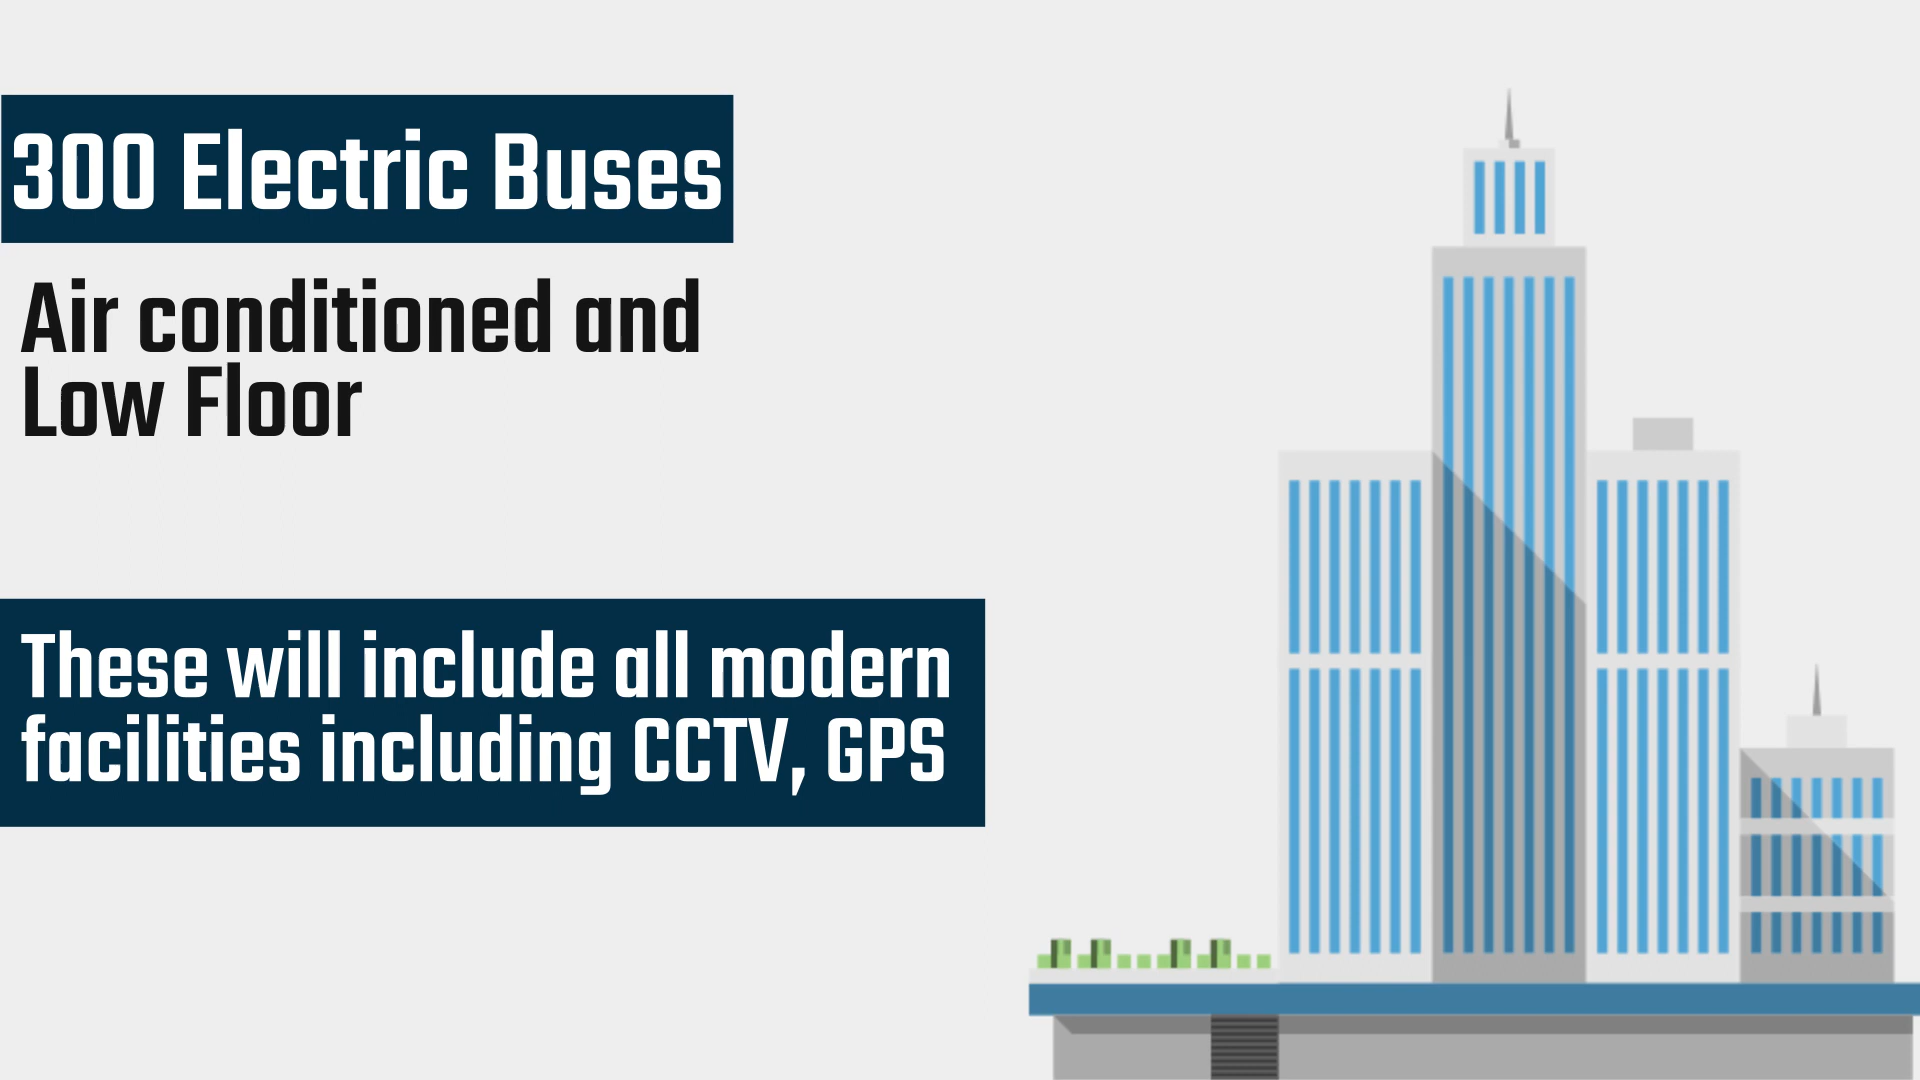 300 Electric Buses
Air conditioned and
Low Floor
These will include all modern
facilities including CCTV, GPS